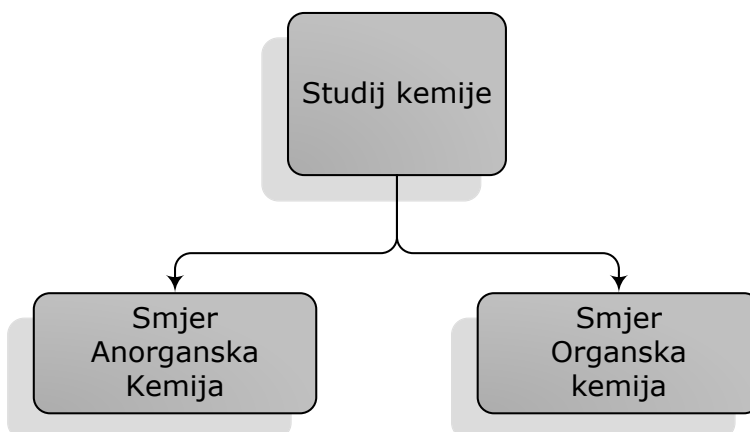 Studij kemije
Smjer
Anorganska
Kemija
Smjer
Organska
kemija